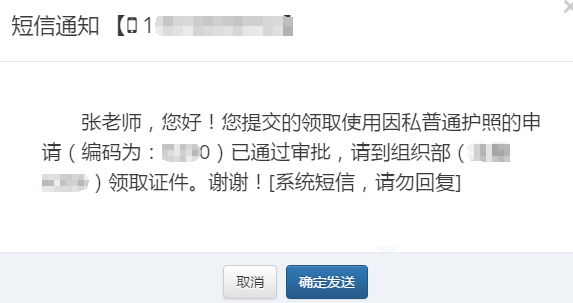 短信通知 【1】
张老师，您好！您提交的领取使用因私普通护照的申
请（编码为：0）已通过审批，请到组织部（
）领取证件。谢谢！[系统短信，请勿回复]
取消 确定发送